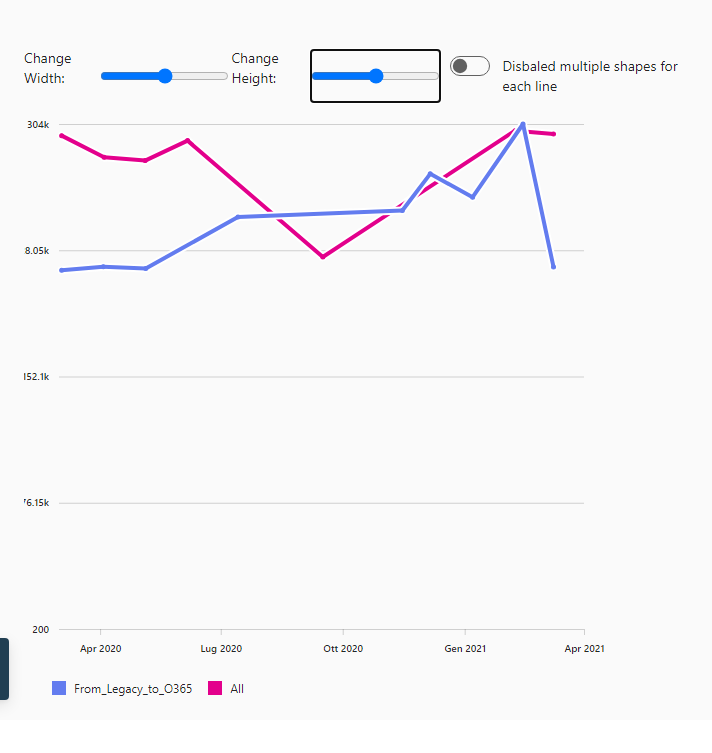 Change
Width:
Change
Height:
Disbaled multiple shapes for
each line
304k
8.05k
152.1k
76.15k
200
Apr 2020
Lug 2020
Ott 2020
Gen 2021
Apr 2021
From_Legacy_to_O365
All